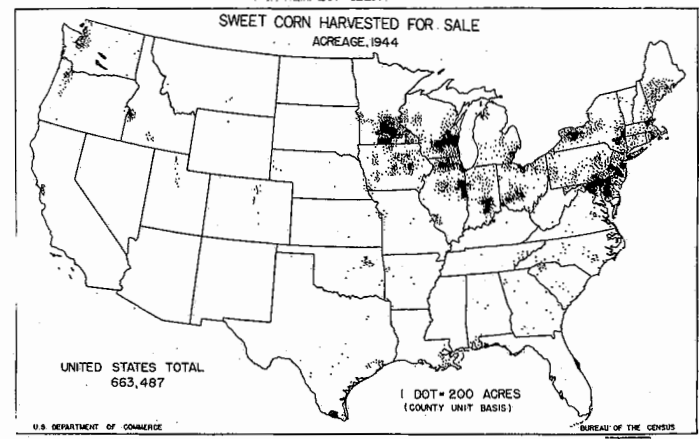 SWEET CORN HARVESTED FOR SALE
ACREAGE, 1944
UNITED STATES TOTAL
663,487
1 DOT=200 ACRES
(COUNTY UNIT BASIS)
U.S. DEPARTMENT OF COMMERCE
BUREAU OF THE CENSUS